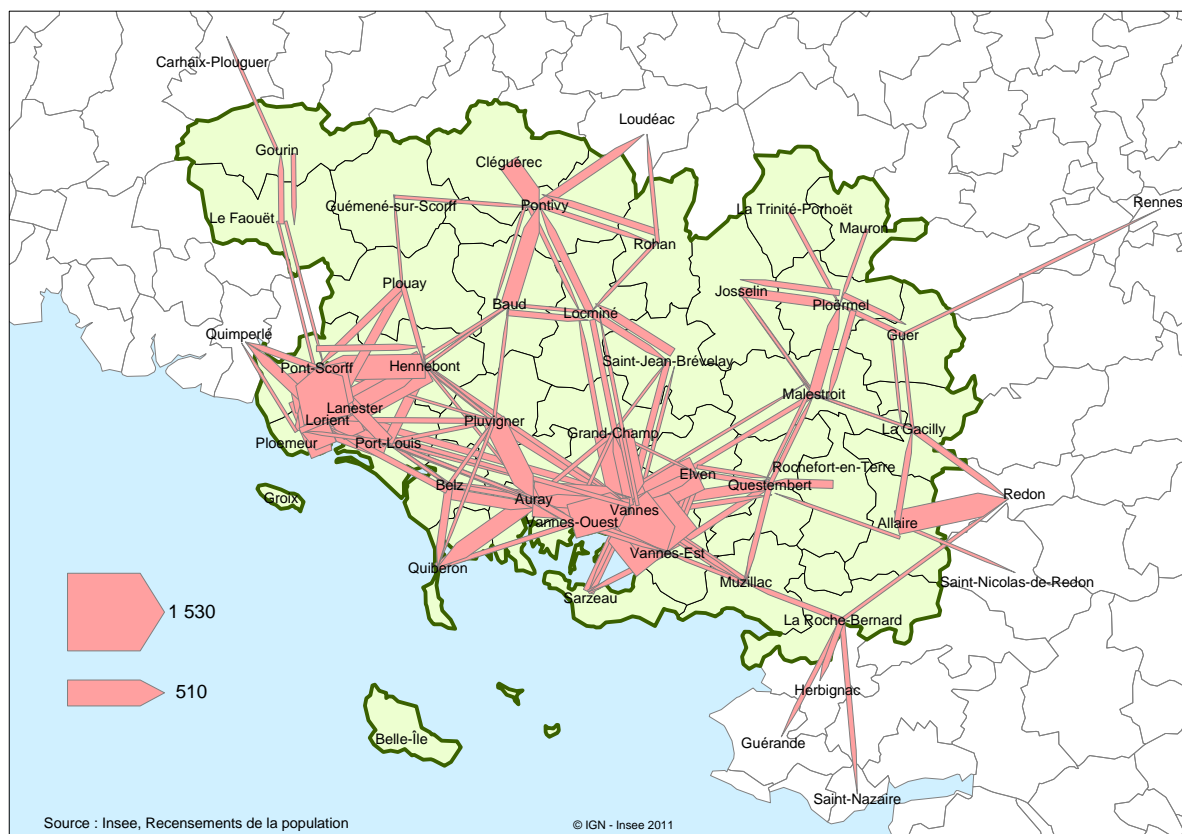 Carhaix-Plouguer
Loudéac
Gourin
Cléguérec
Guémené-sur-Scorff
Pontivy
La Trinité-Porhoët
Rennes
Le Faouët
Mauron
Rohan
Plouay
Josselin
Baud
Ploërmel
Locminé
Quimperlé
Guer
Pont-Scorff
Hennebont
Saint-Jean-Brévelay
Malestroit
Lanester
Lorient
Pluvigner
La Gacilly
Ploemeur
Port-Louis
Grand-Champ
Rochefort-en-Terre
Elven
Belz
Questembert
Groix
Auray
Redon
Vannes
Vannes-Ouest
Allaire
Vannes-Est
Quiberon
Muzillac
Saint-Nicolas-de-Redon
Sarzeau
1 530
La Roche-Bernard
510
Herbignac
Belle-Île
Guérande
Saint-Nazaire
Source : Insee, Recensements de la population
© IGN - Insee 2011